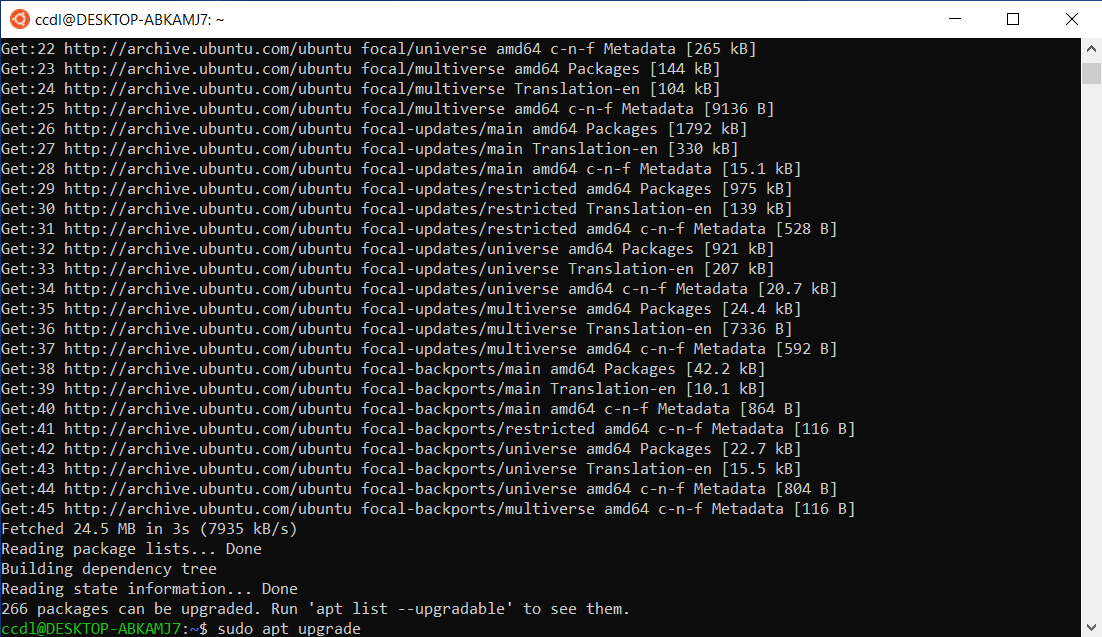 ccdl@DESKTOP-ABKAMJ7: ~
Get:22 http://archive.ubuntu.com/ubuntu focal/universe amd64 c-n-f Metadata [265 kB]
Get:23 http://archive.ubuntu.com/ubuntu focal/multiverse amd64 Packages [144 kB]
Get:24 http://archive.ubuntu.com/ubuntu focal/multiverse Translation-en [104 kB]
Get:25 http://archive.ubuntu.com/ubuntu focal/multiverse amd64 c-n-f Metadata [9136 B]
Get:26 http://archive.ubuntu.com/ubuntu focal-updates/main amd64 Packages [1792 kB]
Get:27 http://archive.ubuntu.com/ubuntu focal-updates/main Translation-en [330 kB]
Get:28 http://archive.ubuntu.com/ubuntu focal-updates/main amd64 c-n-f Metadata [15.1 kB]
Get:29 http://archive.ubuntu.com/ubuntu focal-updates/restricted amd64 Packages [975 kB]
Get:30 http://archive.ubuntu.com/ubuntu focal-updates/restricted Translation-en [139 kB]
Get:31 http://archive.ubuntu.com/ubuntu focal-updates/restricted amd64 c-n-f Metadata [528 B]
Get:32 http://archive.ubuntu.com/ubuntu focal-updates/universe amd64 Packages [921 kB]
Get:33 http://archive.ubuntu.com/ubuntu focal-updates/universe Translation-en [207 kB]
Get:34 http://archive.ubuntu.com/ubuntu focal-updates/universe amd64 c-n-f Metadata [20.7 kB]
Get:35 http://archive.ubuntu.com/ubuntu focal-updates/multiverse amd64 Packages [24.4 kB]
Get:36 http://archive.ubuntu.com/ubuntu focal-updates/multiverse Translation-en [7336 B]
Get:37 http://archive.ubuntu.com/ubuntu focal-updates/multiverse amd64 c-n-f Metadata [592 B]
Get:38 http://archive.ubuntu.com/ubuntu focal-backports/main amd64 Packages [42.2 kB]
Get:39 http://archive.ubuntu.com/ubuntu focal-backports/main Translation-en [10.1 kB]
Get:40 http://archive.ubuntu.com/ubuntu focal-backports/main amd64 c-n-f Metadata [864 B]
Get:41 http://archive.ubuntu.com/ubuntu focal-backports/restricted amd64 c-n-f Metadata [116 B]
Get:42 http://archive.ubuntu.com/ubuntu focal-backports/universe amd64 Packages [22.7 kB]
Get:43 http://archive.ubuntu.com/ubuntu focal-backports/universe Translation-en [15.5 kB]
Get:44 http://archive.ubuntu.com/ubuntu focal-backports/universe amd64 c-n-f Metadata [804 B]
Get:45 http://archive.ubuntu.com/ubuntu focal-backports/multiverse amd64 c-n-f Metadata [116 B]
Fetched 24.5 MB in 3s (7935 kB/s)
Reading package lists... Done
Building dependency tree
Reading state information... Done
266 packages can be upgraded. Run 'apt list --upgradable' to see them.
ccdl@DESKTOP-ABKAMJ7:~$ sudo apt upgrade